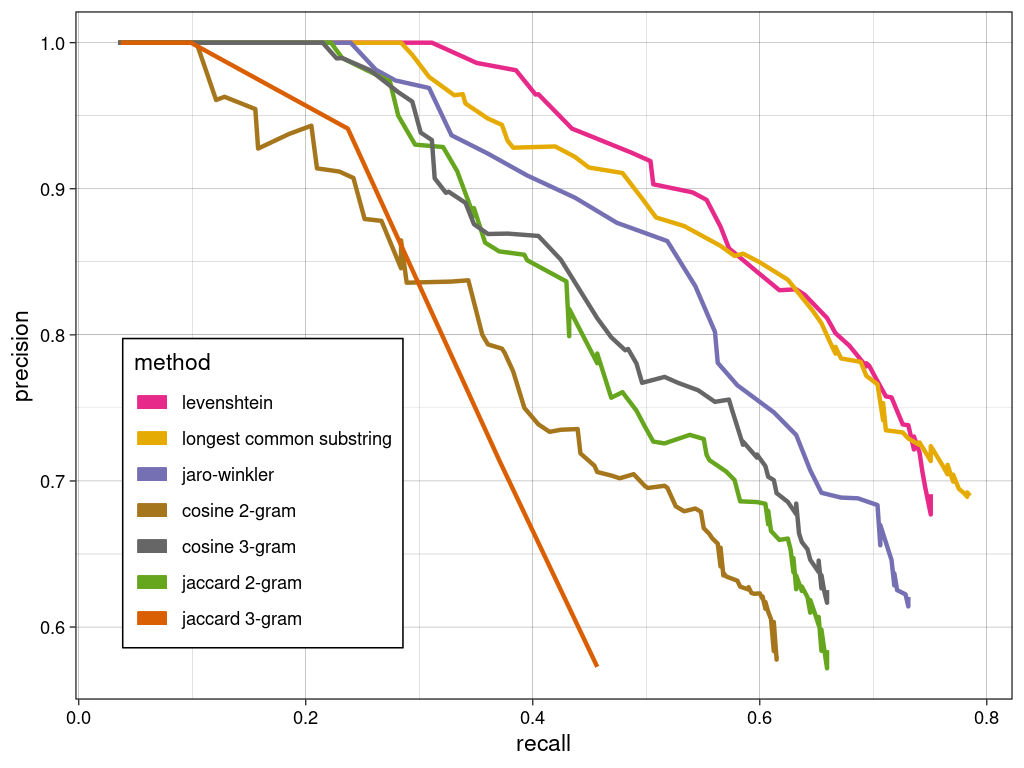 1.0
0.9
0.8
0.7
0.6
precision
method
levenshtein
longest common substring
jaro-winkler
cosine 2-gram
cosine 3-gram
jaccard 2-gram
jaccard 3-gram
0.0 0.2 0.4 0.6 0.8
recall